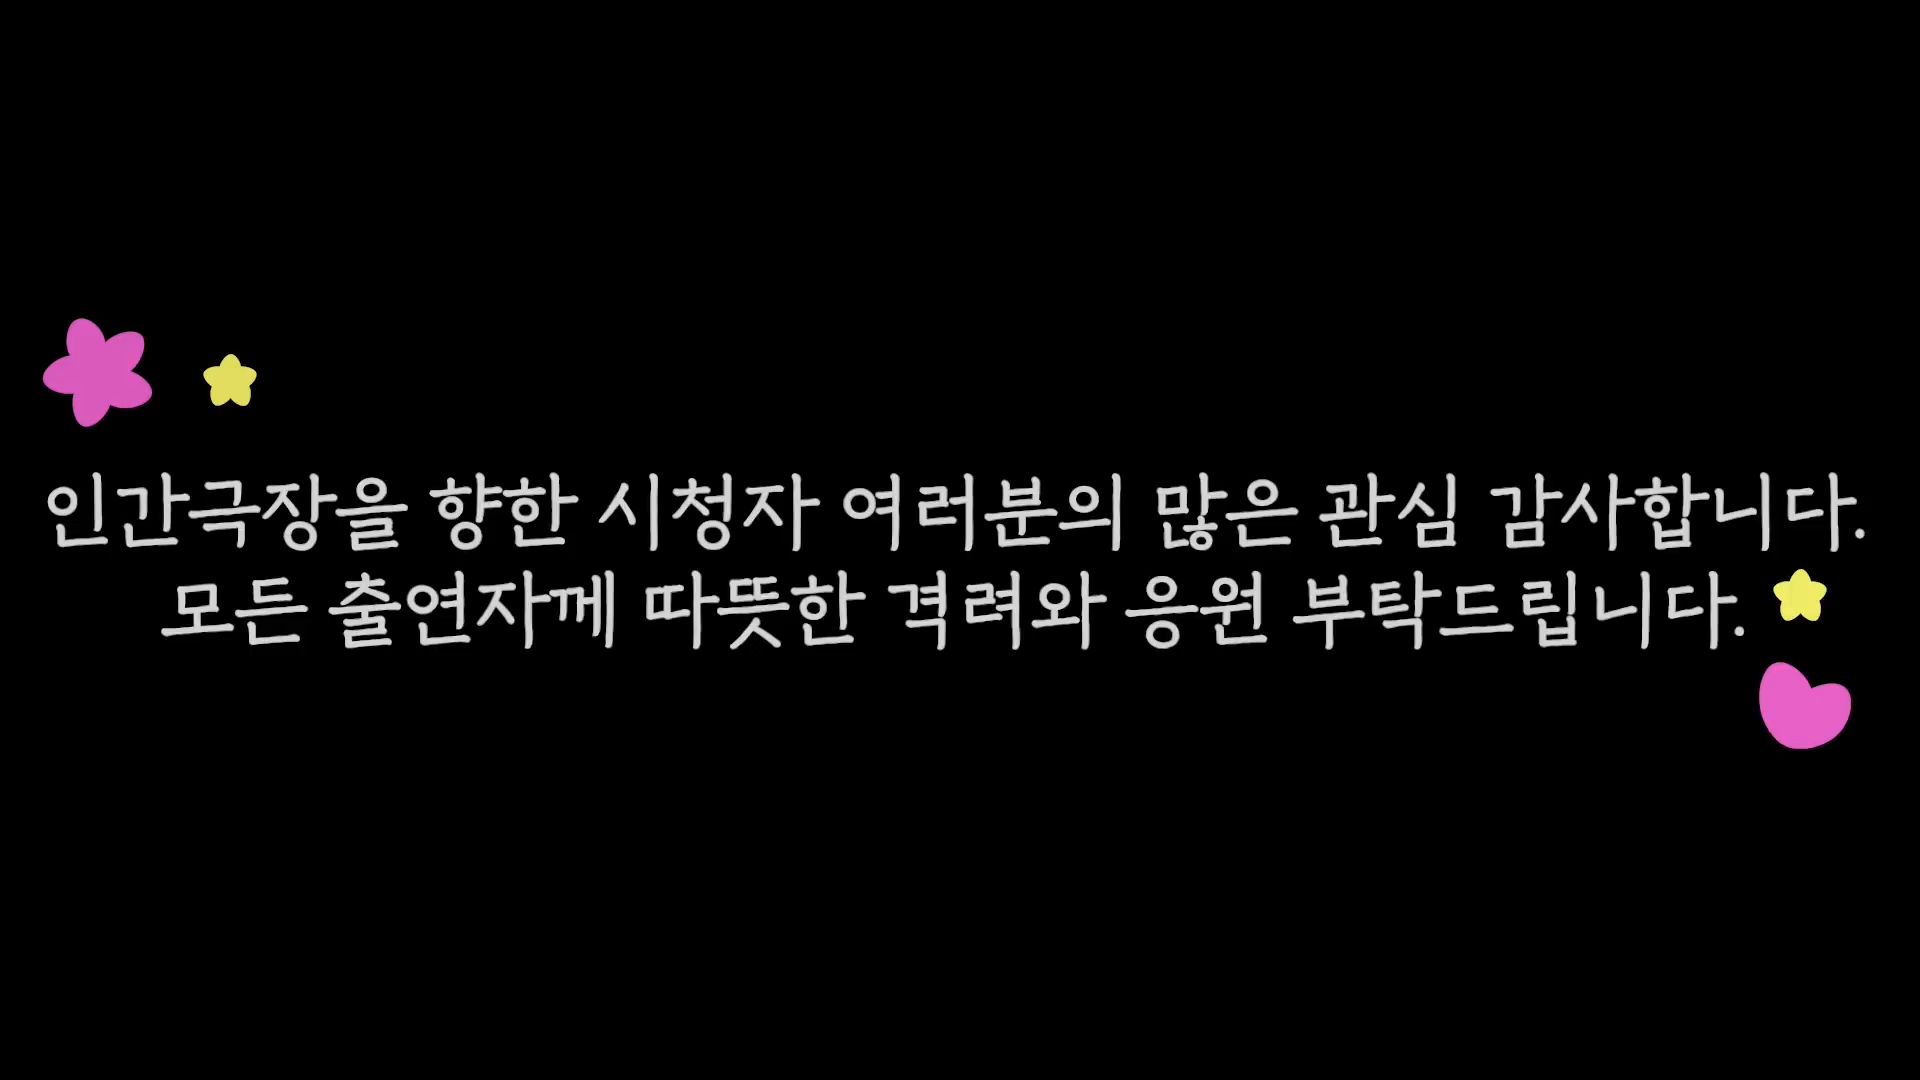 인간극장을 향한 시청자 여러분의 많은 관심 감사합니다.
모든 출연자께 따뜻한 격려와 응원 부탁드립니다.